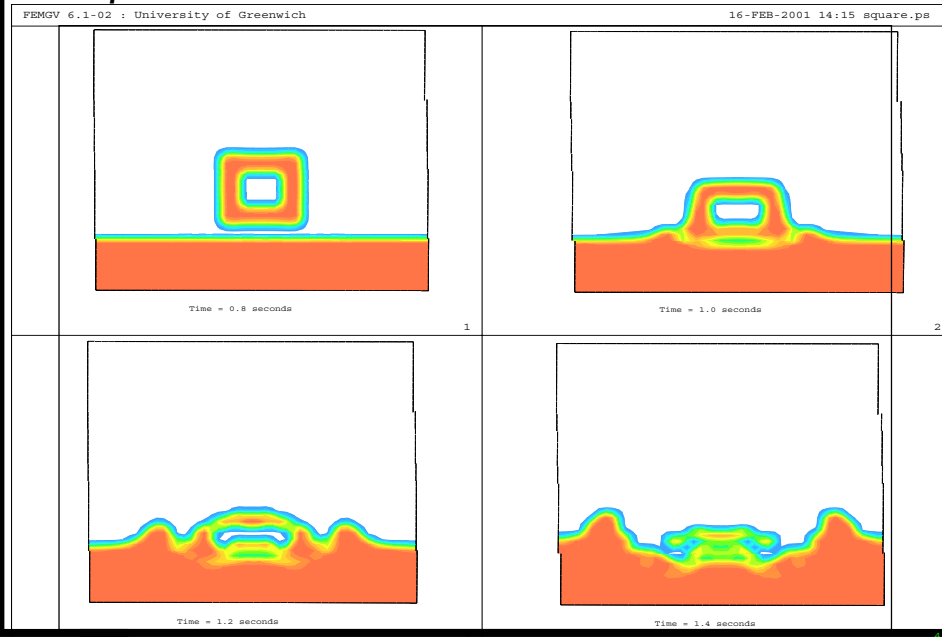 FEMGV 6.1-02 : University of Greenwich 16-FEB-2001 14:15 square.ps
Time = 0.8 seconds
1
Time = 1.0 seconds
2
Time = 1.2 seconds
Time = 1.4 seconds